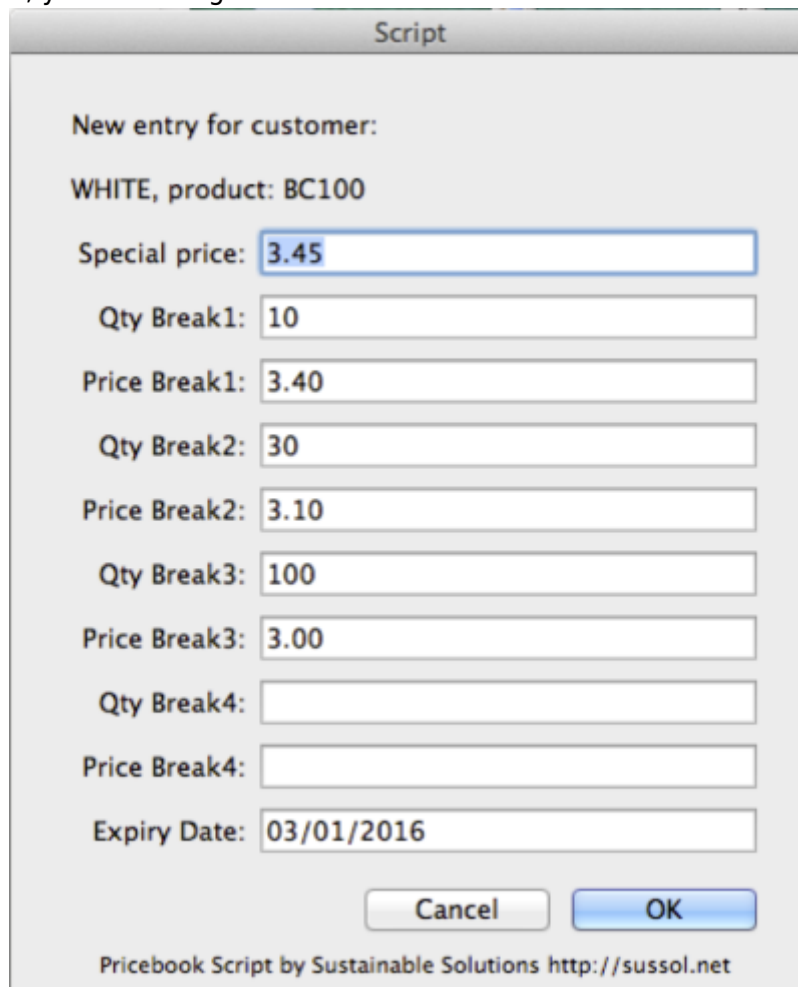 Script
New entry for customer:
WHITE, product: BC100
Special price: 3.45
Qty Break1: 10
Price Break1: 3.40
Qty Break2: 30
Price Break2: 3.10
Qty Break3: 100
Price Break3: 3.00
Qty Break4:
Price Break4:
Expiry Date: 03/01/2016
Cancel OK
Pricebook Script by Sustainable Solutions http://sussol.net